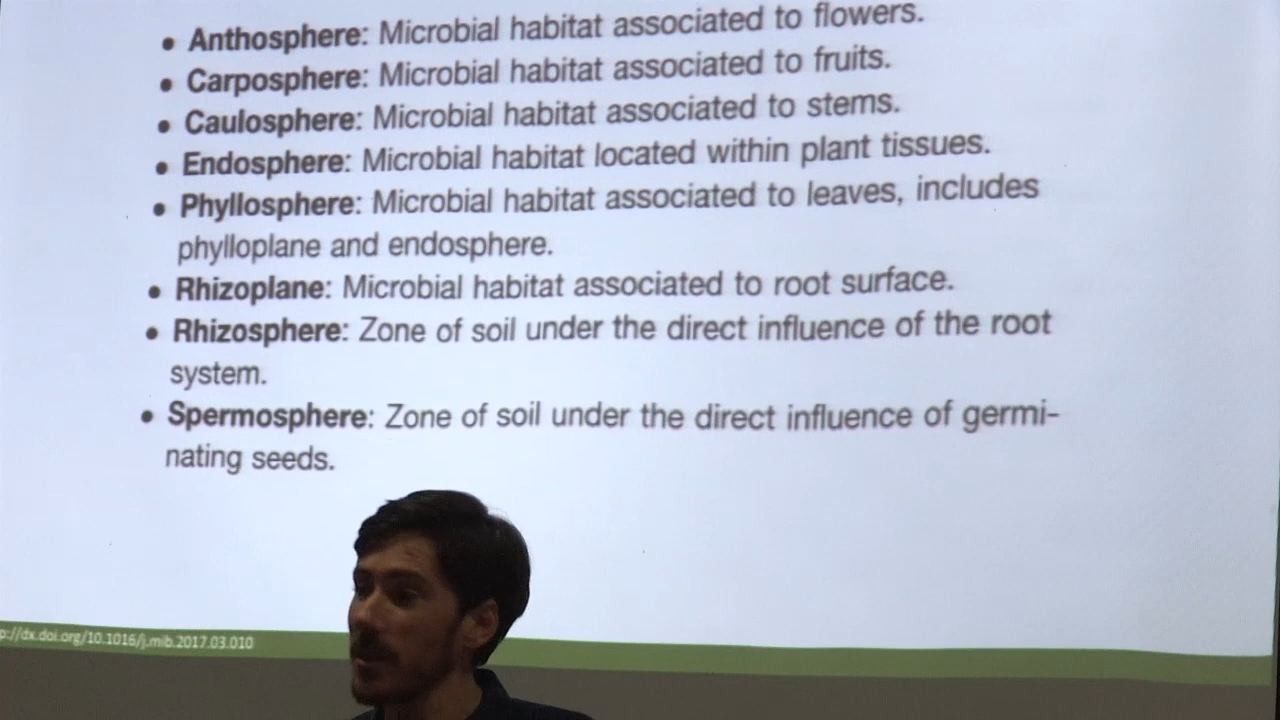 • Anthosphere: Microbial habitat associated to flowers.
• Carposphere: Microbial habitat associated to fruits.
• Caulosphere: Microbial habitat associated to stems.
• Endosphere: Microbial habitat located within plant tissues.
• Phyllosphere: Microbial habitat associated to leaves, includes
phylloplane and endosphere.
• Rhizoplane: Microbial habitat associated to root surface.
• Rhizosphere: Zone of soil under the direct influence of the root
system.
• Spermosphere: Zone of soil under the direct influence of germi-
nating seeds.
p://dx.doi.org/10.1016/j.mib.2017.03.010